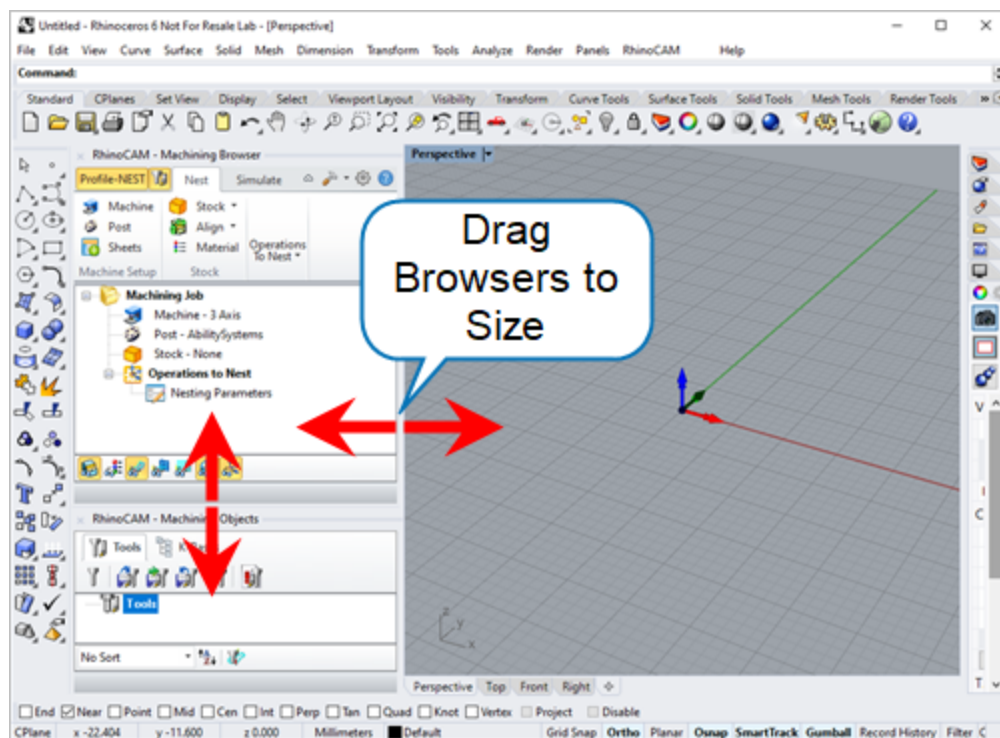 Untitled - Rhinoceros 6 Not For Resale Lab - [Perspective]
File Edit View Curve Surface Solid Mesh Dimension Transform Tools Analyze Render Panels RhinoCAM Help
Command:
Standard CPlanes Set View Display Select Viewport Layout Visibility Transform Curve Tools Surface Tools Solid Tools Mesh Tools Render Tools
RhinoCAM - Machining Browser
Perspective
Profile-NEST Nest Simulate
Machine Stock
Post Align
Sheets Material Operations To Nest
Machine Setup Stock
Drag
Browsers to
Size
Machining Job
Machine - 3 Axis
Post - AbilitySystems
Stock - None
Operations to Nest
Nesting Parameters
RhinoCAM - Machining Objects
Tools
Tools
No Sort
z
y
x
V
C
T
Perspective Top Front Right
End Near Point Mid Cen Int Perp Tan Quad Knot Vertex Project Disable
CPlane x -22.404 y -11.600 z 0.000 Millimeters Default Grid Snap Ortho Planar Osnap SmartTrack Gumball Record History Filter C